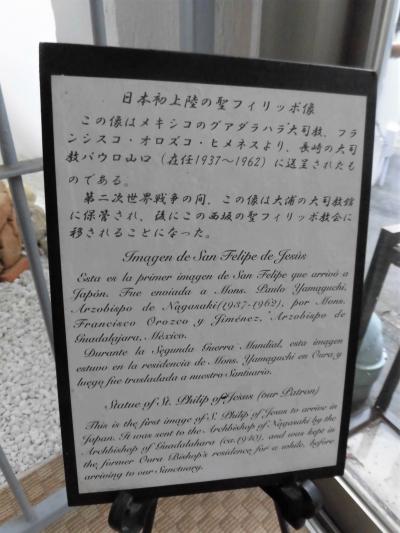 日本初上陸の聖フィリッポ像
この像はメキシコのグアダラハラ大司教、フラ
ンシスコ・オロズコ・ヒメネスより、長崎の大司
教パウロ山口（在任1937〜1962）に送呈されたも
のである。
第二次世界戦争の間、この像は大浦の大司教館
に保管され、後にこの西坂の聖フィリッポ教会に
移されることになった。
Imagen de San Felipe de Jesús
Esta es la primer imagen de San Felipe que arrivó a
Japón. Fue enviada a Mons. Paulo Yamaguchi,
Arzobispo de Nagasaki(1937-1962), por Mons.
Francisco Orozco y Jiménez, Arzobispo de
Guadalajara, México.
Durante la Segunda Guerra Mundial, esta imagen
estuvo en la residencia de Mons. Yamaguchi en Oura y
luego fue trasladada a nuestro Santuario.
Statue of St. Philip of Jesus (our Patron)
This is the first image of S. Philip of Jesus to arrive in
Japan. It was sent to the Archbishop of Nagasaki by the
Archbishop of Guadalahara (ca.1940), and was kept in
the former Oura Bishop's residence for a while, before
arriving to our Sanctuary.